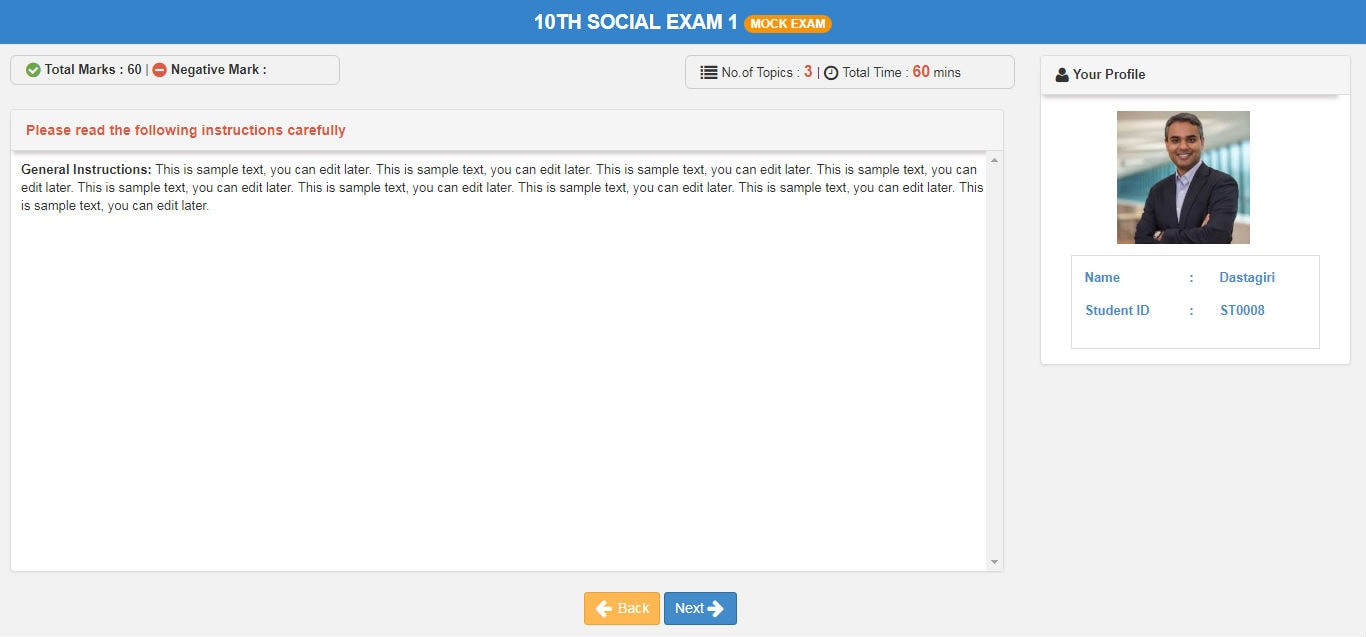 10TH SOCIAL EXAM 1 MOCK EXAM
Total Marks : 60 | Negative Mark :
No.of Topics : 3 | Total Time : 60 mins
Your Profile
Please read the following instructions carefully
General Instructions: This is sample text, you can edit later. This is sample text, you can edit later. This is sample text, you can edit later. This is sample text, you can
edit later. This is sample text, you can edit later. This is sample text, you can edit later. This is sample text, you can edit later. This is sample text, you can edit later. This
is sample text, you can edit later.
Name : Dastagiri
Student ID : ST0008
Back Next